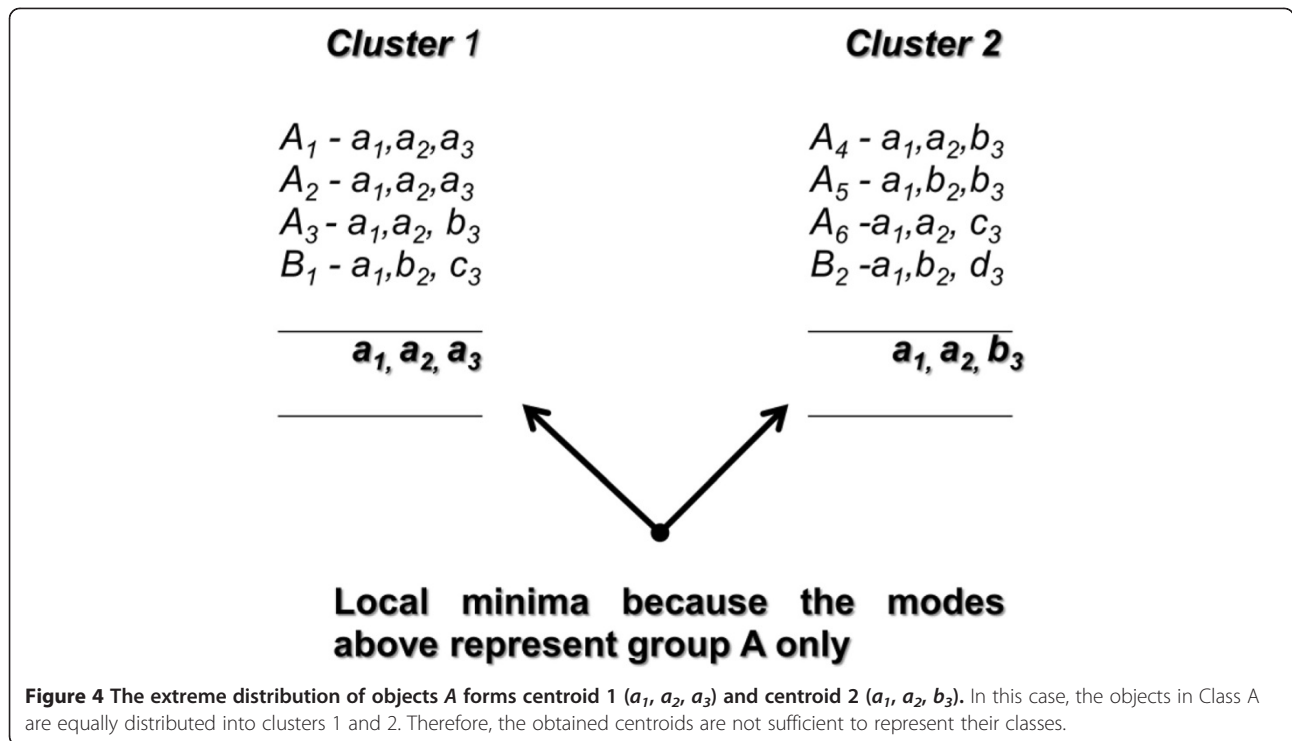 Cluster 1
A₁ - a₁,a₂,a₃
A₂ - a₁,a₂,a₃
A₃ - a₁,a₂, b₃
B₁ - a₁,b₂, c₃
a₁, a₂, a₃
Cluster 2
A₄ - a₁,a₂,b₃
A₅ - a₁,b₂,b₃
A₆ -a₁,a₂, c₃
B₂ -a₁,b₂, d₃
a₁, a₂, b₃
Local minima because the modes
above represent group A only
Figure 4 The extreme distribution of objects A forms centroid 1 (a₁, a₂, a₃) and centroid 2 (a₁, a₂, b₃). In this case, the objects in Class A
are equally distributed into clusters 1 and 2. Therefore, the obtained centroids are not sufficient to represent their classes.